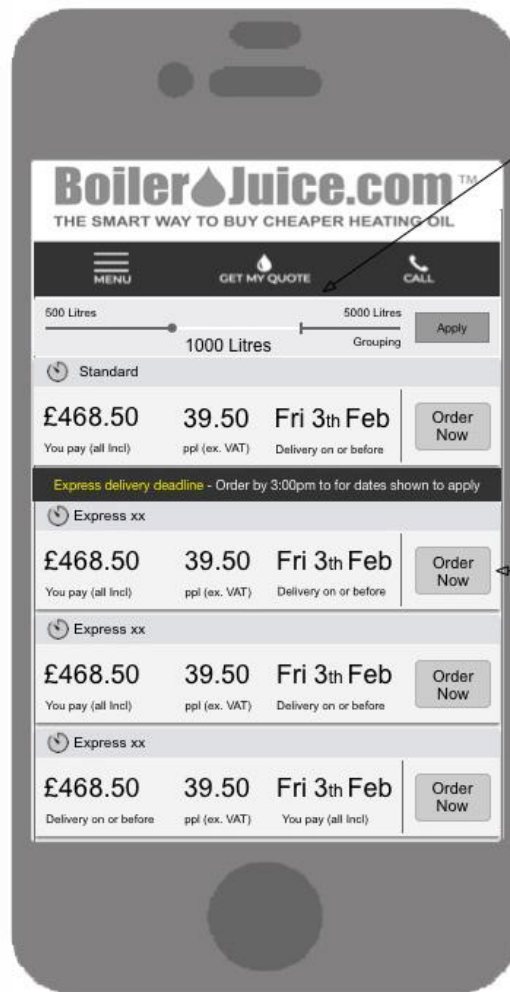 BoilerJuice.com™
THE SMART WAY TO BUY CHEAPER HEATING OIL
MENU GET MY QUOTE CALL
500 Litres 5000 Litres
1000 Litres Grouping Apply
Standard
£468.50 39.50 Fri 3th Feb Order Now
You pay (all Incl) ppl (ex. VAT) Delivery on or before
Express delivery deadline - Order by 3:00pm to for dates shown to apply
Express xx
£468.50 39.50 Fri 3th Feb Order Now
You pay (all Incl) ppl (ex. VAT) Delivery on or before
Express xx
£468.50 39.50 Fri 3th Feb Order Now
You pay (all Incl) ppl (ex. VAT) Delivery on or before
Express xx
£468.50 39.50 Fri 3th Feb Order Now
Delivery on or before ppl (ex. VAT) You pay (all Incl)